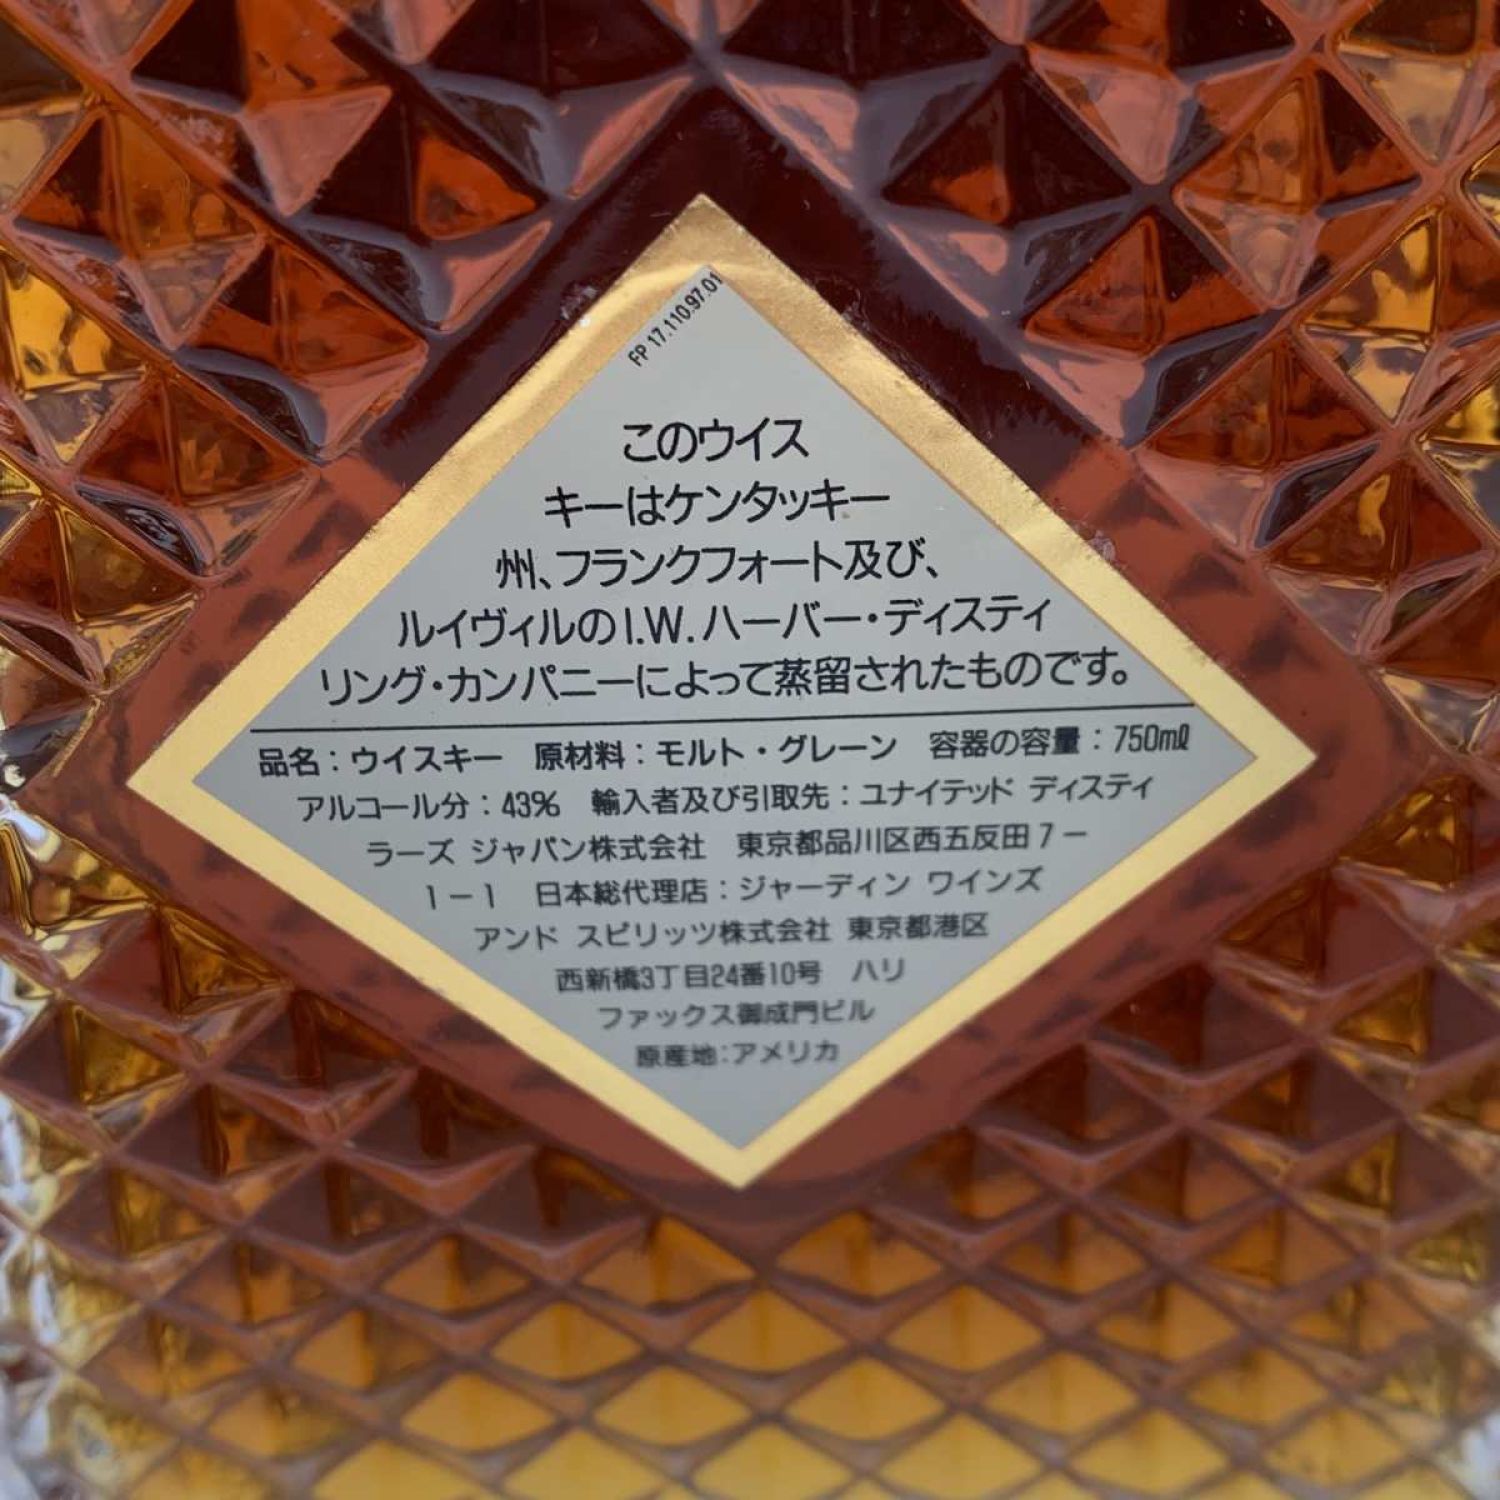 FP 17.110.97.01
このウイス
キーはケンタッキー
州、フランクフォート及び、
ルイヴィルのI.W.ハーパー・ディスティ
リング・カンパニーによって蒸留されたものです。
品名：ウイスキー 原材料：モルト・グレーン 容器の容量：750mℓ
アルコール分：43% 輸入者及び引取先：ユナイテッド ディスティ
ラーズ ジャパン株式会社 東京都品川区西五反田7－
1－1 日本総代理店：ジャーディン ワインズ
アンド スピリッツ株式会社 東京都港区
西新橋3丁目24番10号 ハリ
ファックス御成門ビル
原産地：アメリカ